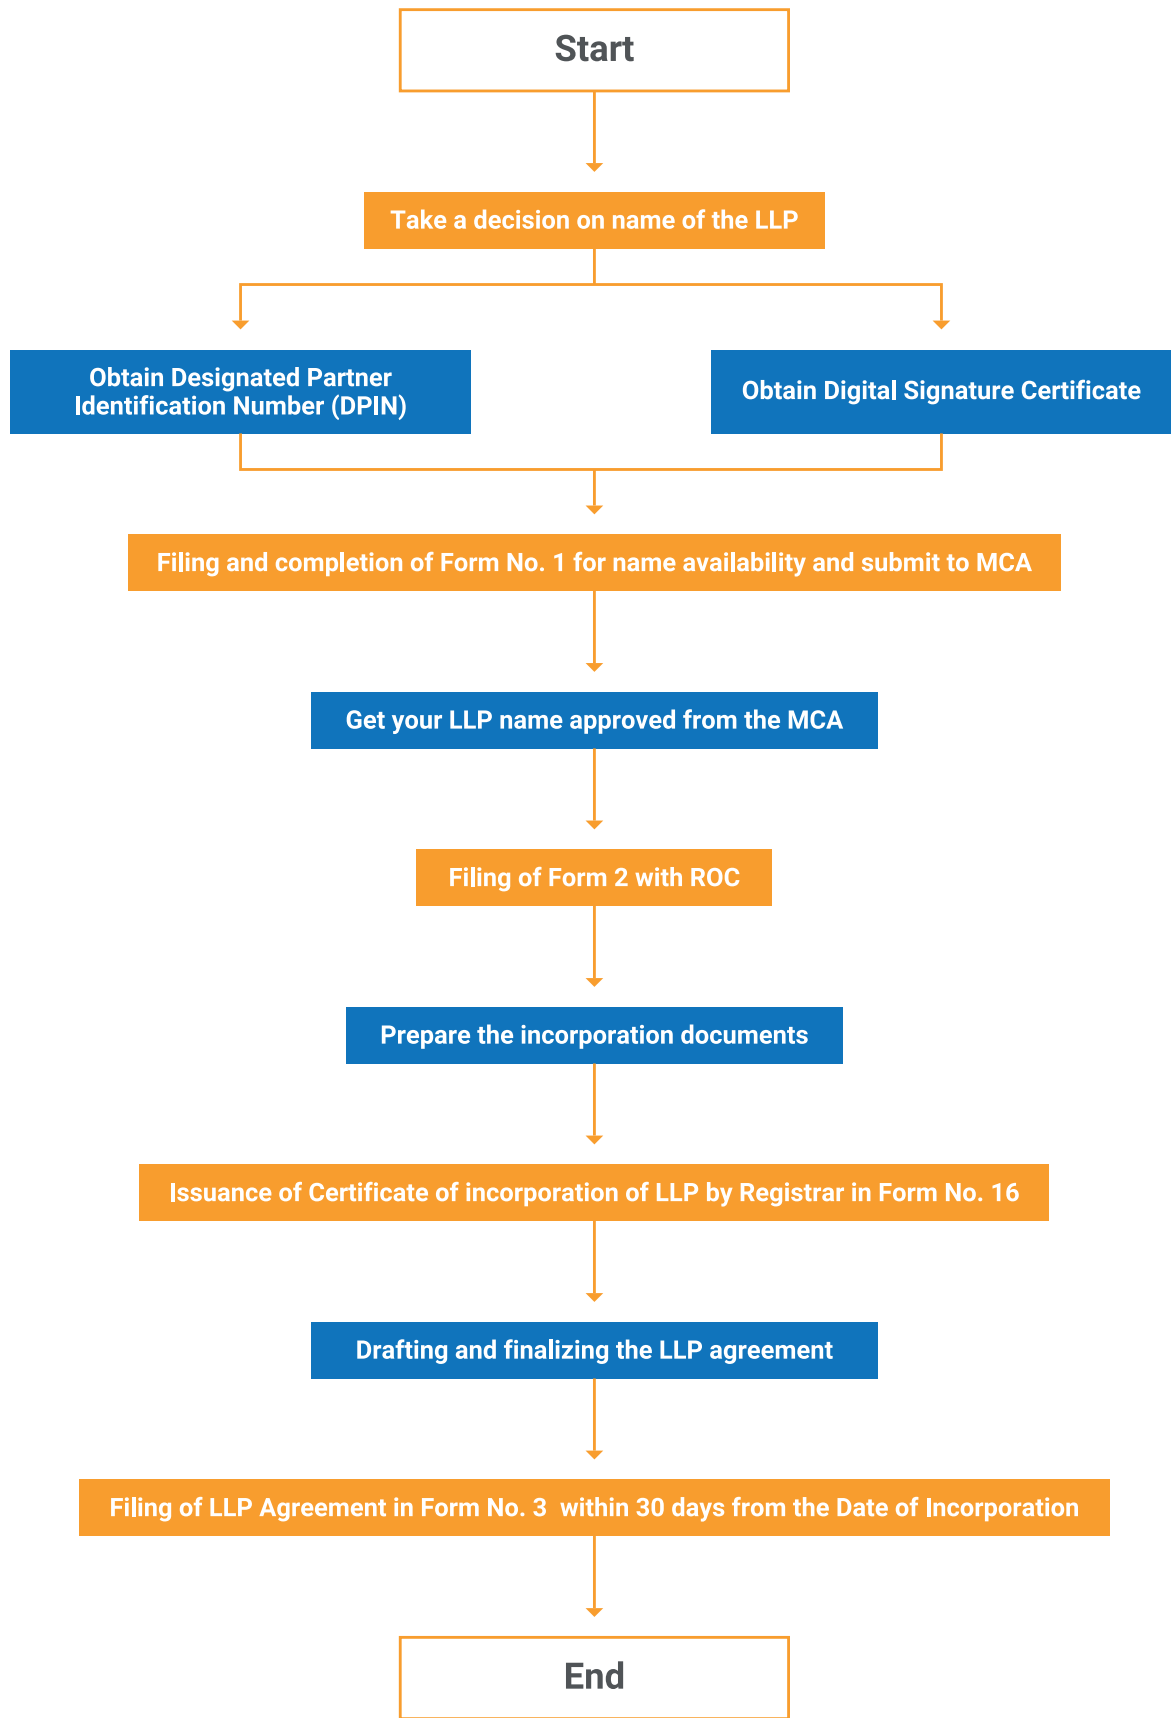 Start
Take a decision on name of the LLP
Obtain Designated Partner
Identification Number (DPIN)
Obtain Digital Signature Certificate
Filing and completion of Form No. 1 for name availability and submit to MCA
Get your LLP name approved from the MCA
Filing of Form 2 with ROC
Prepare the incorporation documents
Issuance of Certificate of incorporation of LLP by Registrar in Form No. 16
Drafting and finalizing the LLP agreement
Filing of LLP Agreement in Form No. 3  within 30 days from the Date of Incorporation
End